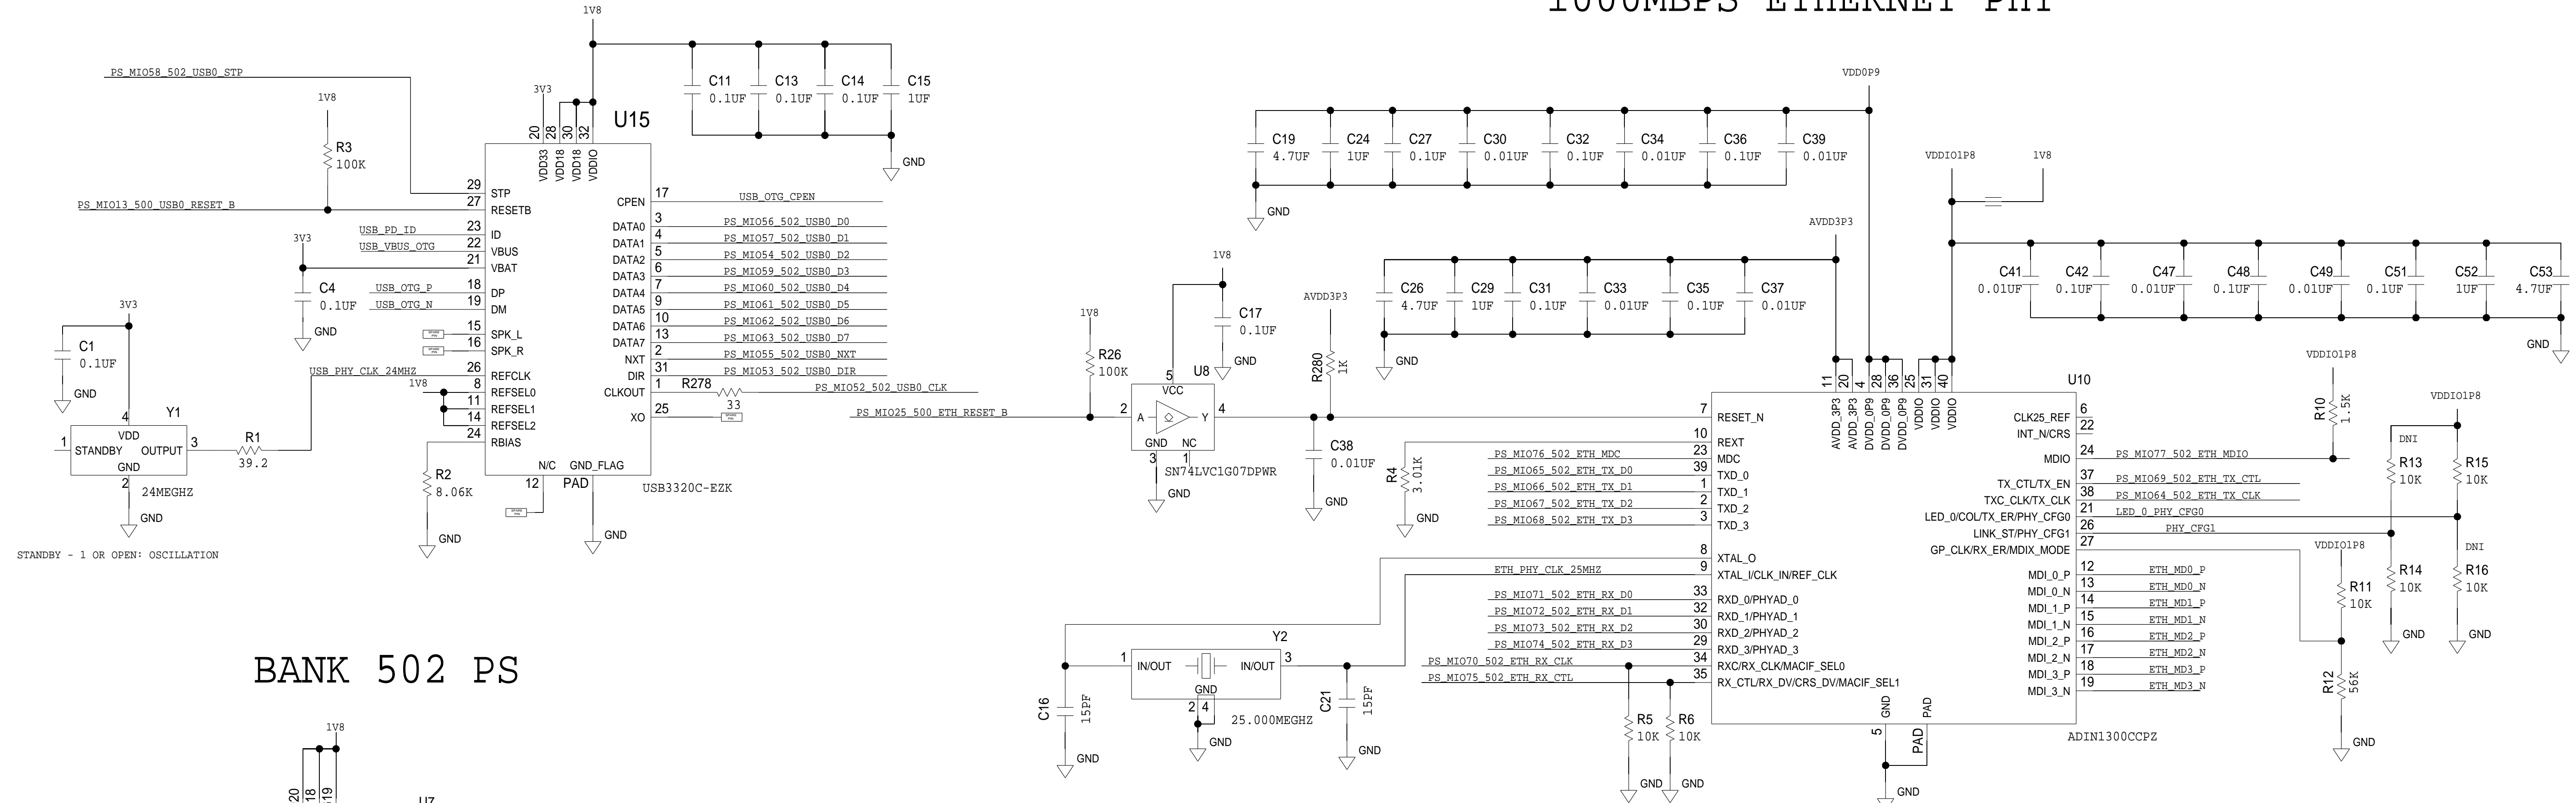 1000MBPS ETHERNET PHY
1V8
PS_MIO58_502_USB0_STP
1V8
R3
100K
PS_MIO13_500_USB0_RESET_B
USB_PD_ID
USB_VBUS_OTG
3V3
C4
0.1UF
GND
USB_OTG_P
USB_OTG_N
3V3
C1
0.1UF
GND
Y1
4
VDD
1
STANDBY
OUTPUT
3
GND
2
24MEGHZ
GND
R1
39.2
STANDBY - 1 OR OPEN: OSCILLATION
USB_PHY_CLK_24MHZ
1V8
R2
8.06K
GND
3V3
20
28
30
32
U15
VDD33
VDD18
VDD18
VDDIO
29 STP
27 RESETB
23 ID
22 VBUS
21 VBAT
18 DP
19 DM
15 SPK_L
16 SPK_R
26 REFCLK
8 REFSEL0
11 REFSEL1
14 REFSEL2
24 RBIAS
N/C
GND_FLAG
12
PAD
GND
USB3320C-EZK
CPEN 17 USB_OTG_CPEN
DATA0 3 PS_MIO56_502_USB0_D0
DATA1 4 PS_MIO57_502_USB0_D1
DATA2 5 PS_MIO54_502_USB0_D2
DATA3 6 PS_MIO59_502_USB0_D3
DATA4 7 PS_MIO60_502_USB0_D4
DATA5 9 PS_MIO61_502_USB0_D5
DATA6 10 PS_MIO62_502_USB0_D6
DATA7 13 PS_MIO63_502_USB0_D7
NXT 2 PS_MIO55_502_USB0_NXT
DIR 31 PS_MIO53_502_USB0_DIR
CLKOUT 1 R278 33 PS_MIO52_502_USB0_CLK
XO 25
C11
0.1UF
C13
0.1UF
C14
0.1UF
C15
1UF
GND
PS_MIO25_500_ETH_RESET_B
1V8
R26
100K
1V8
C17
0.1UF
GND
U8
5
VCC
2 A
Y 4
GND
NC
3
1
SN74LVC1G07DPWR
GND
AVDD3P3
R280
1K
C38
0.01UF
GND
VDD0P9
C19
4.7UF
C24
1UF
C27
0.1UF
C30
0.01UF
C32
0.1UF
C34
0.01UF
C36
0.1UF
C39
0.01UF
GND
AVDD3P3
C26
4.7UF
C29
1UF
C31
0.1UF
C33
0.01UF
C35
0.1UF
C37
0.01UF
GND
VDDIO1P8
1V8
C41
0.01UF
C42
0.1UF
C47
0.01UF
C48
0.1UF
C49
0.01UF
C51
0.1UF
C52
1UF
C53
4.7UF
GND
11
20
4
28
36
25
31
40
U10
AVDD_3P3
AVDD_3P3
DVDD_0P9
DVDD_0P9
DVDD_0P9
VDDIO
VDDIO
VDDIO
7 RESET_N
10 REXT
R4
3.01K
GND
PS_MIO76_502_ETH_MDC 23 MDC
PS_MIO65_502_ETH_TX_D0 39 TXD_0
PS_MIO66_502_ETH_TX_D1 1 TXD_1
PS_MIO67_502_ETH_TX_D2 2 TXD_2
PS_MIO68_502_ETH_TX_D3 3 TXD_3
8 XTAL_O
ETH_PHY_CLK_25MHZ 9 XTAL_I/CLK_IN/REF_CLK
PS_MIO71_502_ETH_RX_D0 33 RXD_0/PHYAD_0
PS_MIO72_502_ETH_RX_D1 32 RXD_1/PHYAD_1
PS_MIO73_502_ETH_RX_D2 30 RXD_2/PHYAD_2
PS_MIO74_502_ETH_RX_D3 29 RXD_3/PHYAD_3
PS_MIO70_502_ETH_RX_CLK 34 RXC/RX_CLK/MACIF_SEL0
PS_MIO75_502_ETH_RX_CTL 35 RX_CTL/RX_DV/CRS_DV/MACIF_SEL1
CLK25_REF 6
INT_N/CRS 22
MDIO 24 PS_MIO77_502_ETH_MDIO
TX_CTL/TX_EN 37 PS_MIO69_502_ETH_TX_CTL
TXC_CLK/TX_CLK 38 PS_MIO64_502_ETH_TX_CLK
LED_0/COL/TX_ER/PHY_CFG0 21 LED_0_PHY_CFG0
LINK_ST/PHY_CFG1 26 PHY_CFG1
GP_CLK/RX_ER/MDIX_MODE 27
MDI_0_P 12 ETH_MD0_P
MDI_0_N 13 ETH_MD0_N
MDI_1_P 14 ETH_MD1_P
MDI_1_N 15 ETH_MD1_N
MDI_2_P 16 ETH_MD2_P
MDI_2_N 17 ETH_MD2_N
MDI_3_P 18 ETH_MD3_P
MDI_3_N 19 ETH_MD3_N
GND
PAD
5
PAD
GND
ADIN1300CCPZ
VDDIO1P8
R10
1.5K
VDDIO1P8
DNI
R13
10K
R15
10K
DNI
R14
10K
R16
10K
GND
GND
VDDIO1P8
R11
10K
R12
56K
GND
Y2
1 IN/OUT
IN/OUT 3
GND
2 4
25.000MEGHZ
GND
C16
15PF
GND
C21
15PF
GND
R5
10K
R6
10K
GND
GND
BANK 502 PS
1V8
20
18
19
U7